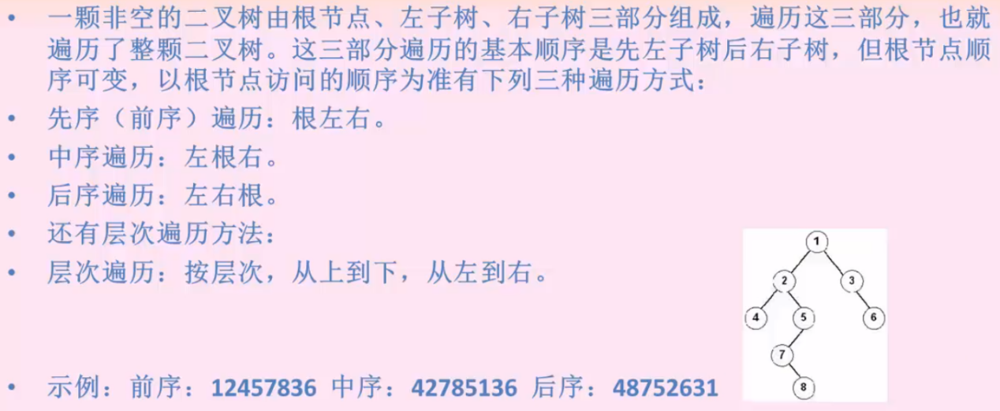 • 一颗非空的二叉树由根节点、左子树、右子树三部分组成，遍历这三部分，也就
遍历了整颗二叉树。这三部分遍历的基本顺序是先左子树后右子树，但根节点顺
序可变，以根节点访问的顺序为准有下列三种遍历方式：
• 先序（前序）遍历：根左右。
• 中序遍历：左根右。
• 后序遍历：左右根。
• 还有层次遍历方法：
• 层次遍历：按层次，从上到下，从左到右。
1
2 3
4 5 6
7
8
• 示例：前序：12457836 中序：42785136 后序：48752631